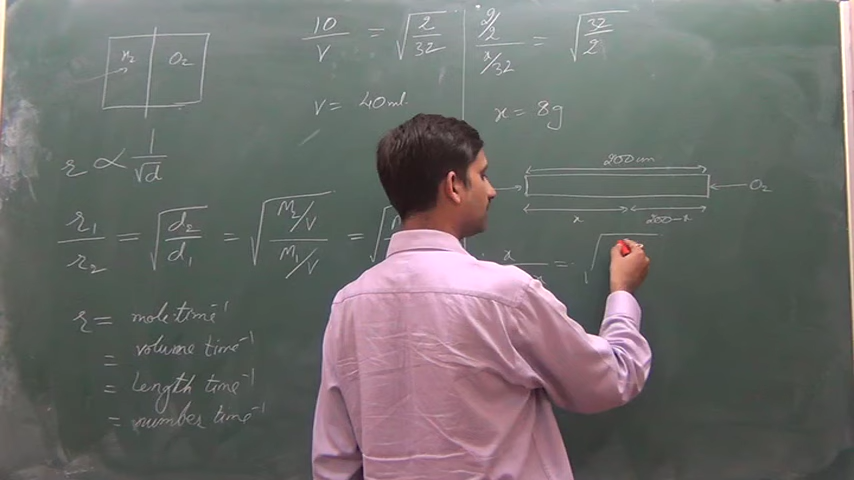 H₂ O₂
r ∝ 1/√d
r₁/r₂ = √(d₂/d₁) = √((M₂/V)/(M₁/V)) = √
r = mole time⁻¹
= volume time⁻¹
= Length time⁻¹
= number time⁻¹
10/v = √(2/32)
v = 40 ml.
(9/2)/(x/32) = √(32/2)
x = 8g
200 cm
O₂
x 200-x
x = √